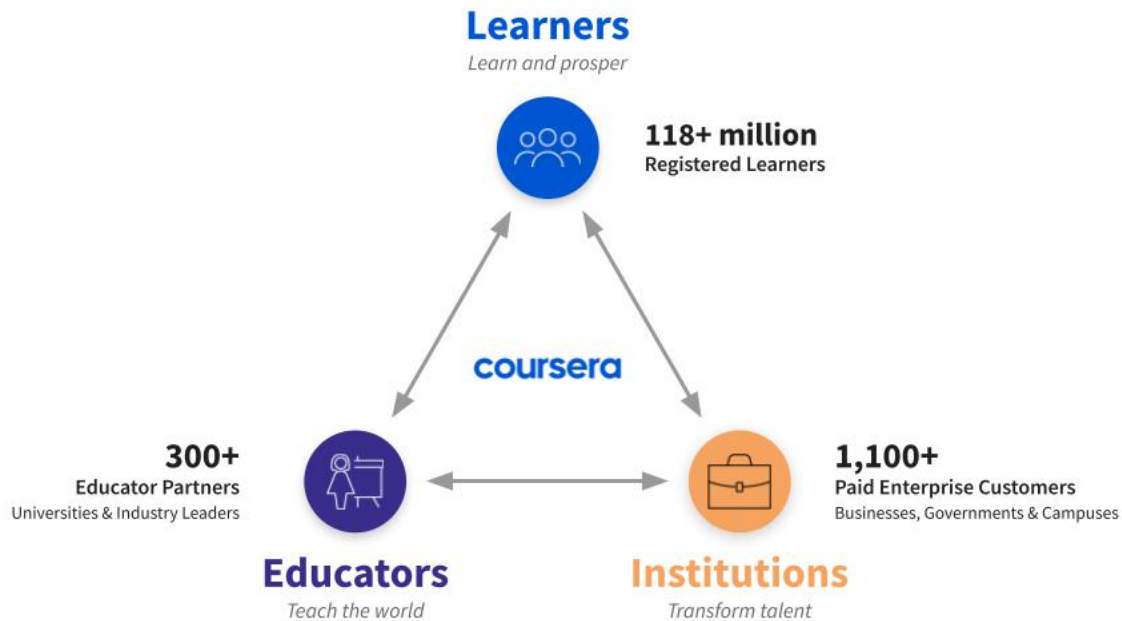 Learners
Learn and prosper
118+ million
Registered Learners
coursera
300+
Educator Partners
Universities & Industry Leaders
Educators
Teach the world
1,100+
Paid Enterprise Customers
Businesses, Governments & Campuses
Institutions
Transform talent